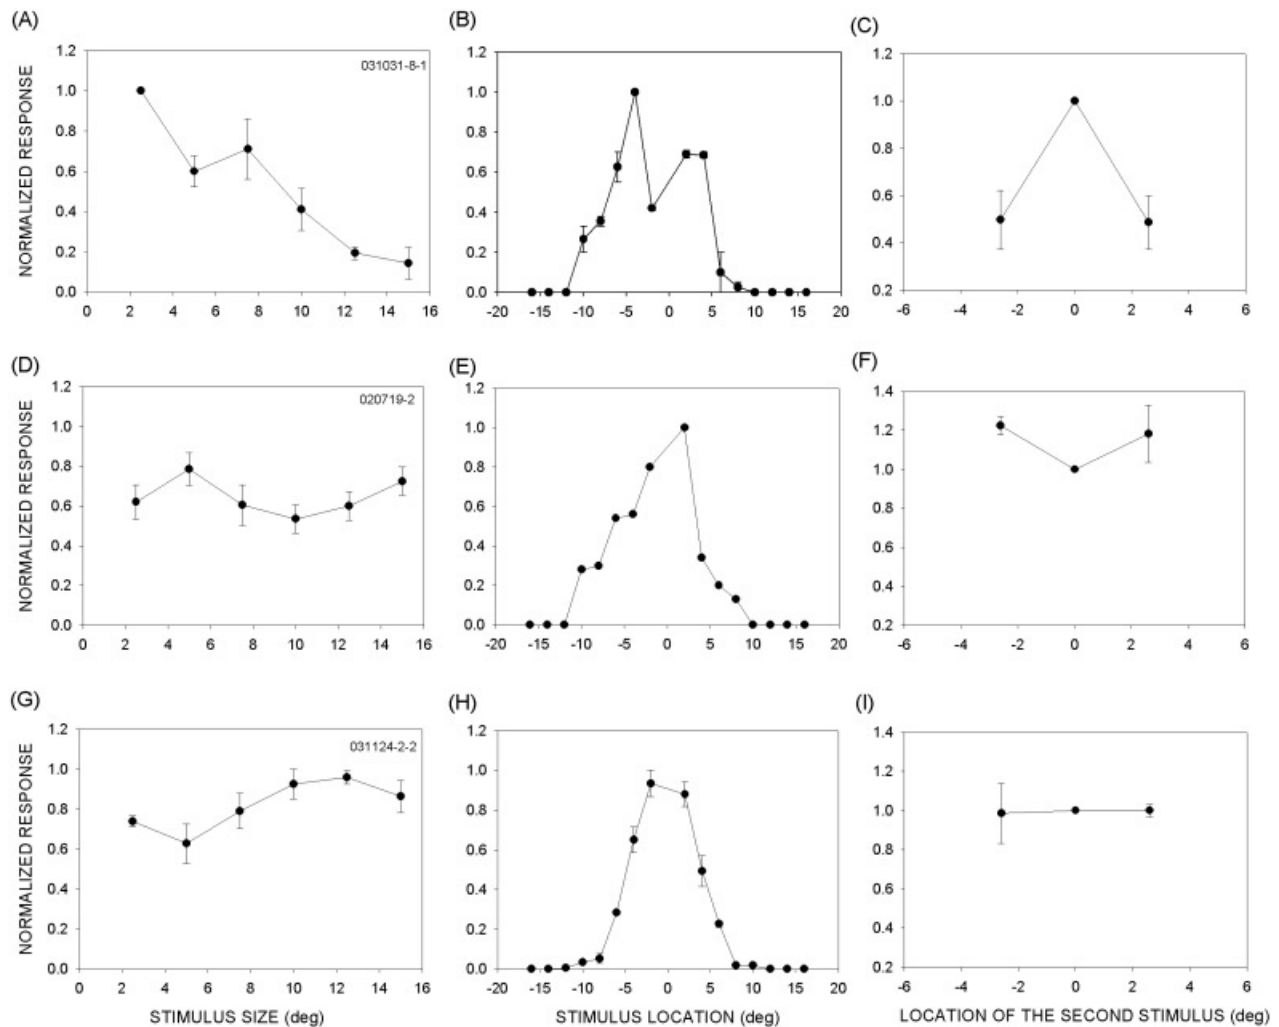 (A)
(B)
(C)
NORMALIZED RESPONSE
031031-8-1
1.2
1.0
0.8
0.6
0.4
0.2
0.0
0 2 4 6 8 10 12 14 16
1.2
1.0
0.8
0.6
0.4
0.2
0.0
-20 -15 -10 -5 0 5 10 15 20
1.2
1.0
0.8
0.6
0.4
0.2
-6 -4 -2 0 2 4 6
(D)
(E)
(F)
NORMALIZED RESPONSE
020719-2
1.2
1.0
0.8
0.6
0.4
0.2
0.0
0 2 4 6 8 10 12 14 16
1.2
1.0
0.8
0.6
0.4
0.2
0.0
-20 -15 -10 -5 0 5 10 15 20
1.4
1.2
1.0
0.8
0.6
0.4
0.2
-6 -4 -2 0 2 4 6
(G)
(H)
(I)
NORMALIZED RESPONSE
031124-2-2
1.2
1.0
0.8
0.6
0.4
0.2
0.0
0 2 4 6 8 10 12 14 16
STIMULUS SIZE (deg)
1.2
1.0
0.8
0.6
0.4
0.2
0.0
-20 -15 -10 -5 0 5 10 15 20
STIMULUS LOCATION (deg)
1.4
1.2
1.0
0.8
0.6
0.4
0.2
-6 -4 -2 0 2 4 6
LOCATION OF THE SECOND STIMULUS (deg)